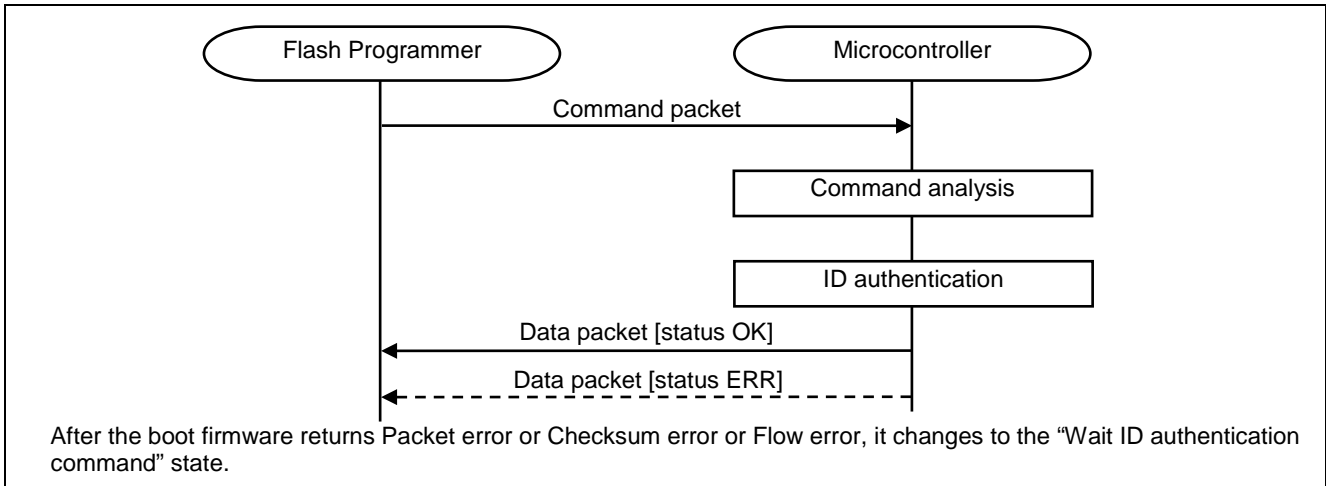 Flash Programmer
Microcontroller
Command packet
Command analysis
ID authentication
Data packet [status OK]
Data packet [status ERR]
After the boot firmware returns Packet error or Checksum error or Flow error, it changes to the “Wait ID authentication
command” state.